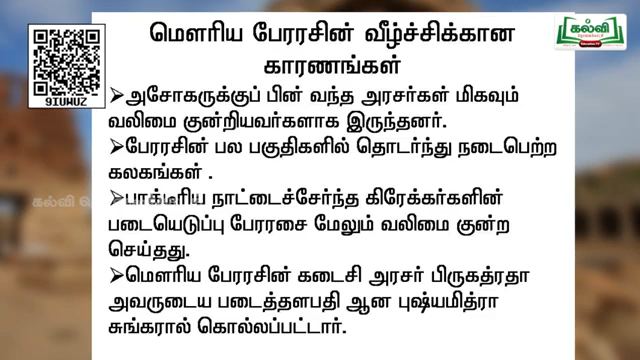 மௌரிய பேரரசின் வீழ்ச்சிக்கான
காரணங்கள்
➢அசோகருக்குப் பின் வந்த அரசர்கள் மிகவும்
வலிமை குன்றியவர்களாக இருந்தனர்.
➢பேரரசின் பல பகுதிகளில் தொடர்ந்து நடைபெற்ற
கலகங்கள் .
➢பாக்டீரிய நாட்டைச்சேர்ந்த கிரேக்கர்களின்
படையெடுப்பு பேரரசை மேலும் வலிமை குன்ற
செய்தது.
➢மௌரிய பேரரசின் கடைசி அரசர் பிருகத்ரதா
அவருடைய படைத்தளபதி ஆன புஷ்யமித்ரா
சுங்கரால் கொல்லப்பட்டார்.
9IUWUZ
கல்வி
கல்வி